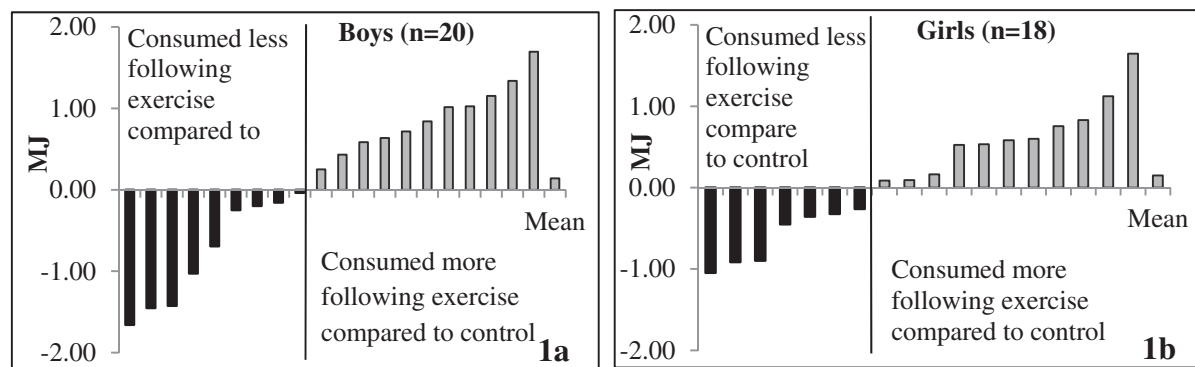 2.00
1.00
0.00
-1.00
-2.00
MJ
Consumed less
following
exercise
compared to
Boys (n=20)
Mean
Consumed more
following exercise
compared to control
1a
2.00
1.00
0.00
-1.00
-2.00
MJ
Consumed less
following
exercise
compare
to control
Girls (n=18)
Mean
Consumed more
following exercise
compared to control
1b